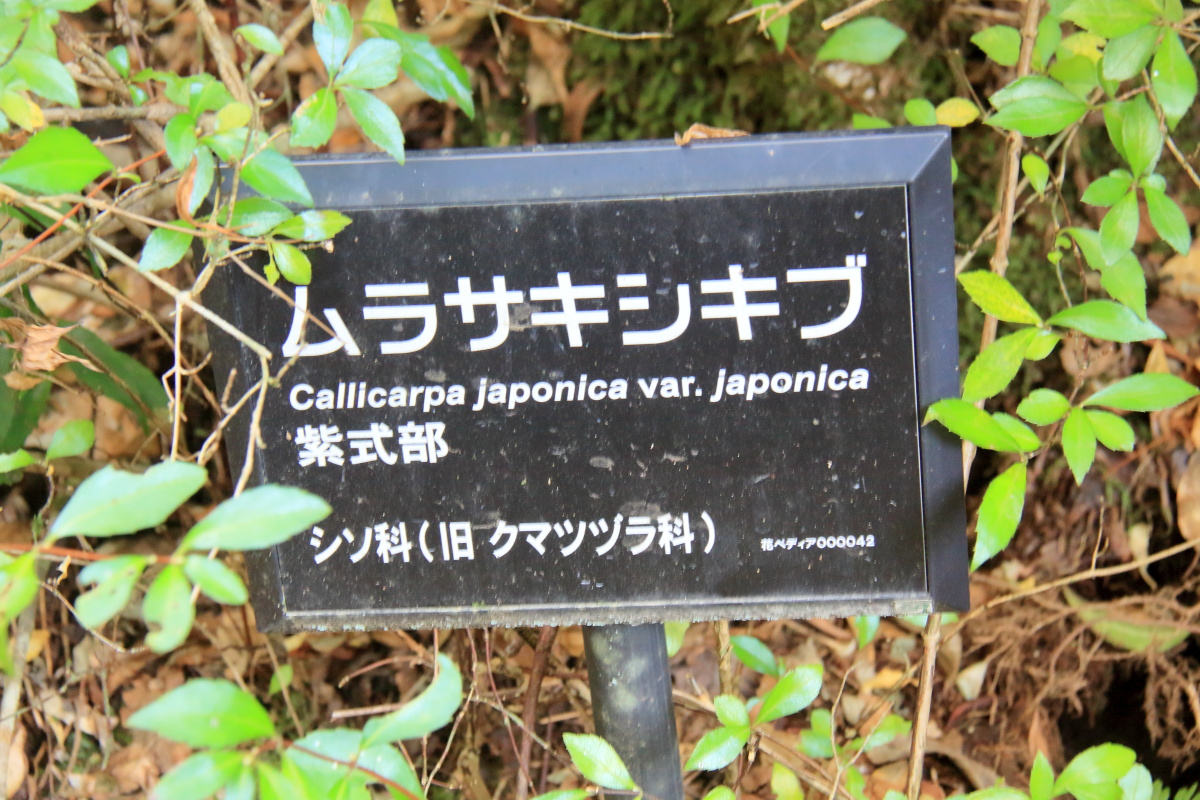 ムラサキシキブ
Callicarpa japonica var. japonica
紫式部
シソ科(旧 クマツヅラ科)
花ペディア000042